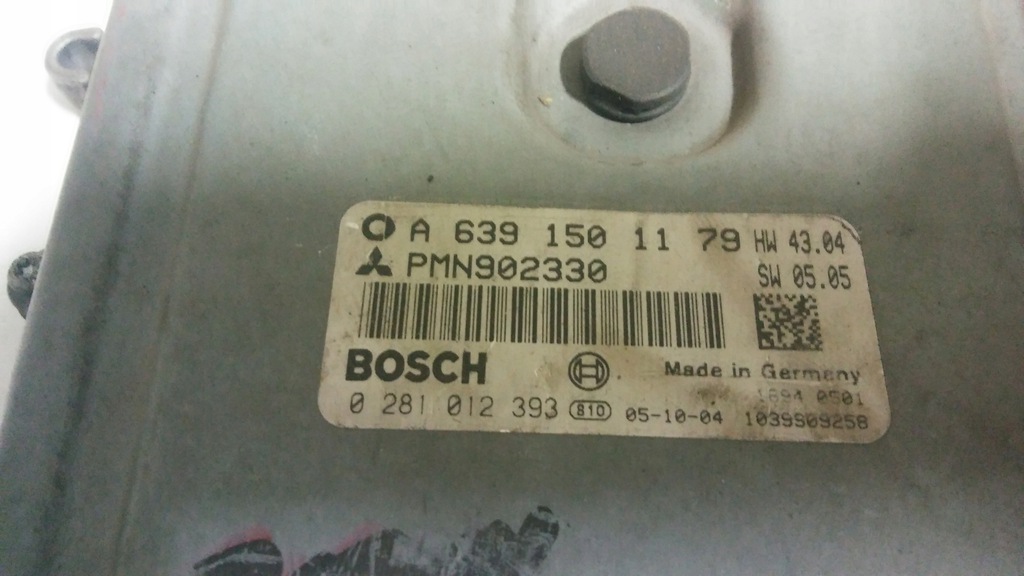 A 639 150 11 79 HW 43.04
PMN902330 SW 05.05
BOSCH Made in Germany
0501
0 281 012 393 810 05-10-04 1039S09258